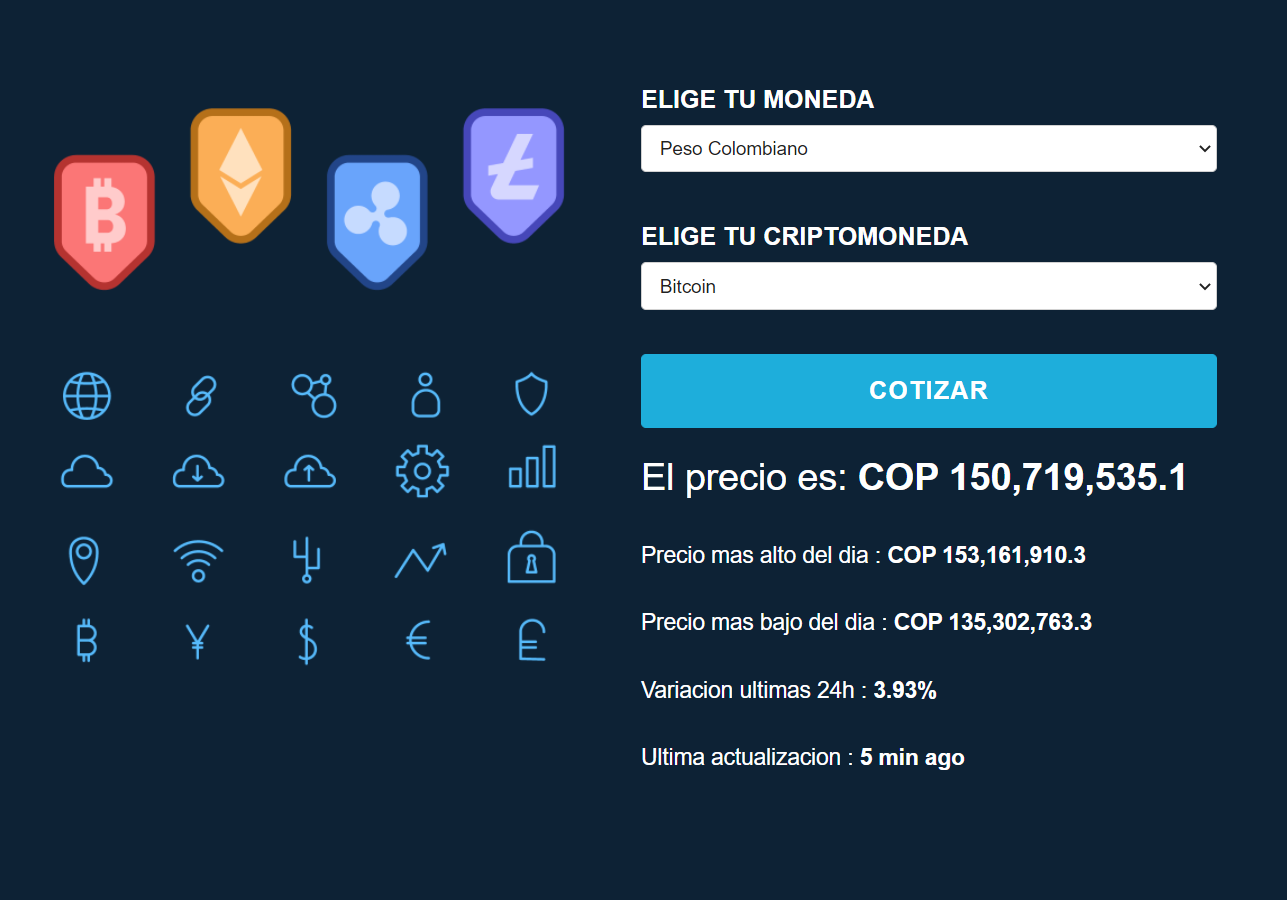 ELIGE TU MONEDA
Peso Colombiano
ELIGE TU CRIPTOMONEDA
Bitcoin
COTIZAR
El precio es: COP 150,719,535.1
Precio mas alto del dia : COP 153,161,910.3
Precio mas bajo del dia : COP 135,302,763.3
Variacion ultimas 24h : 3.93%
Ultima actualizacion : 5 min ago